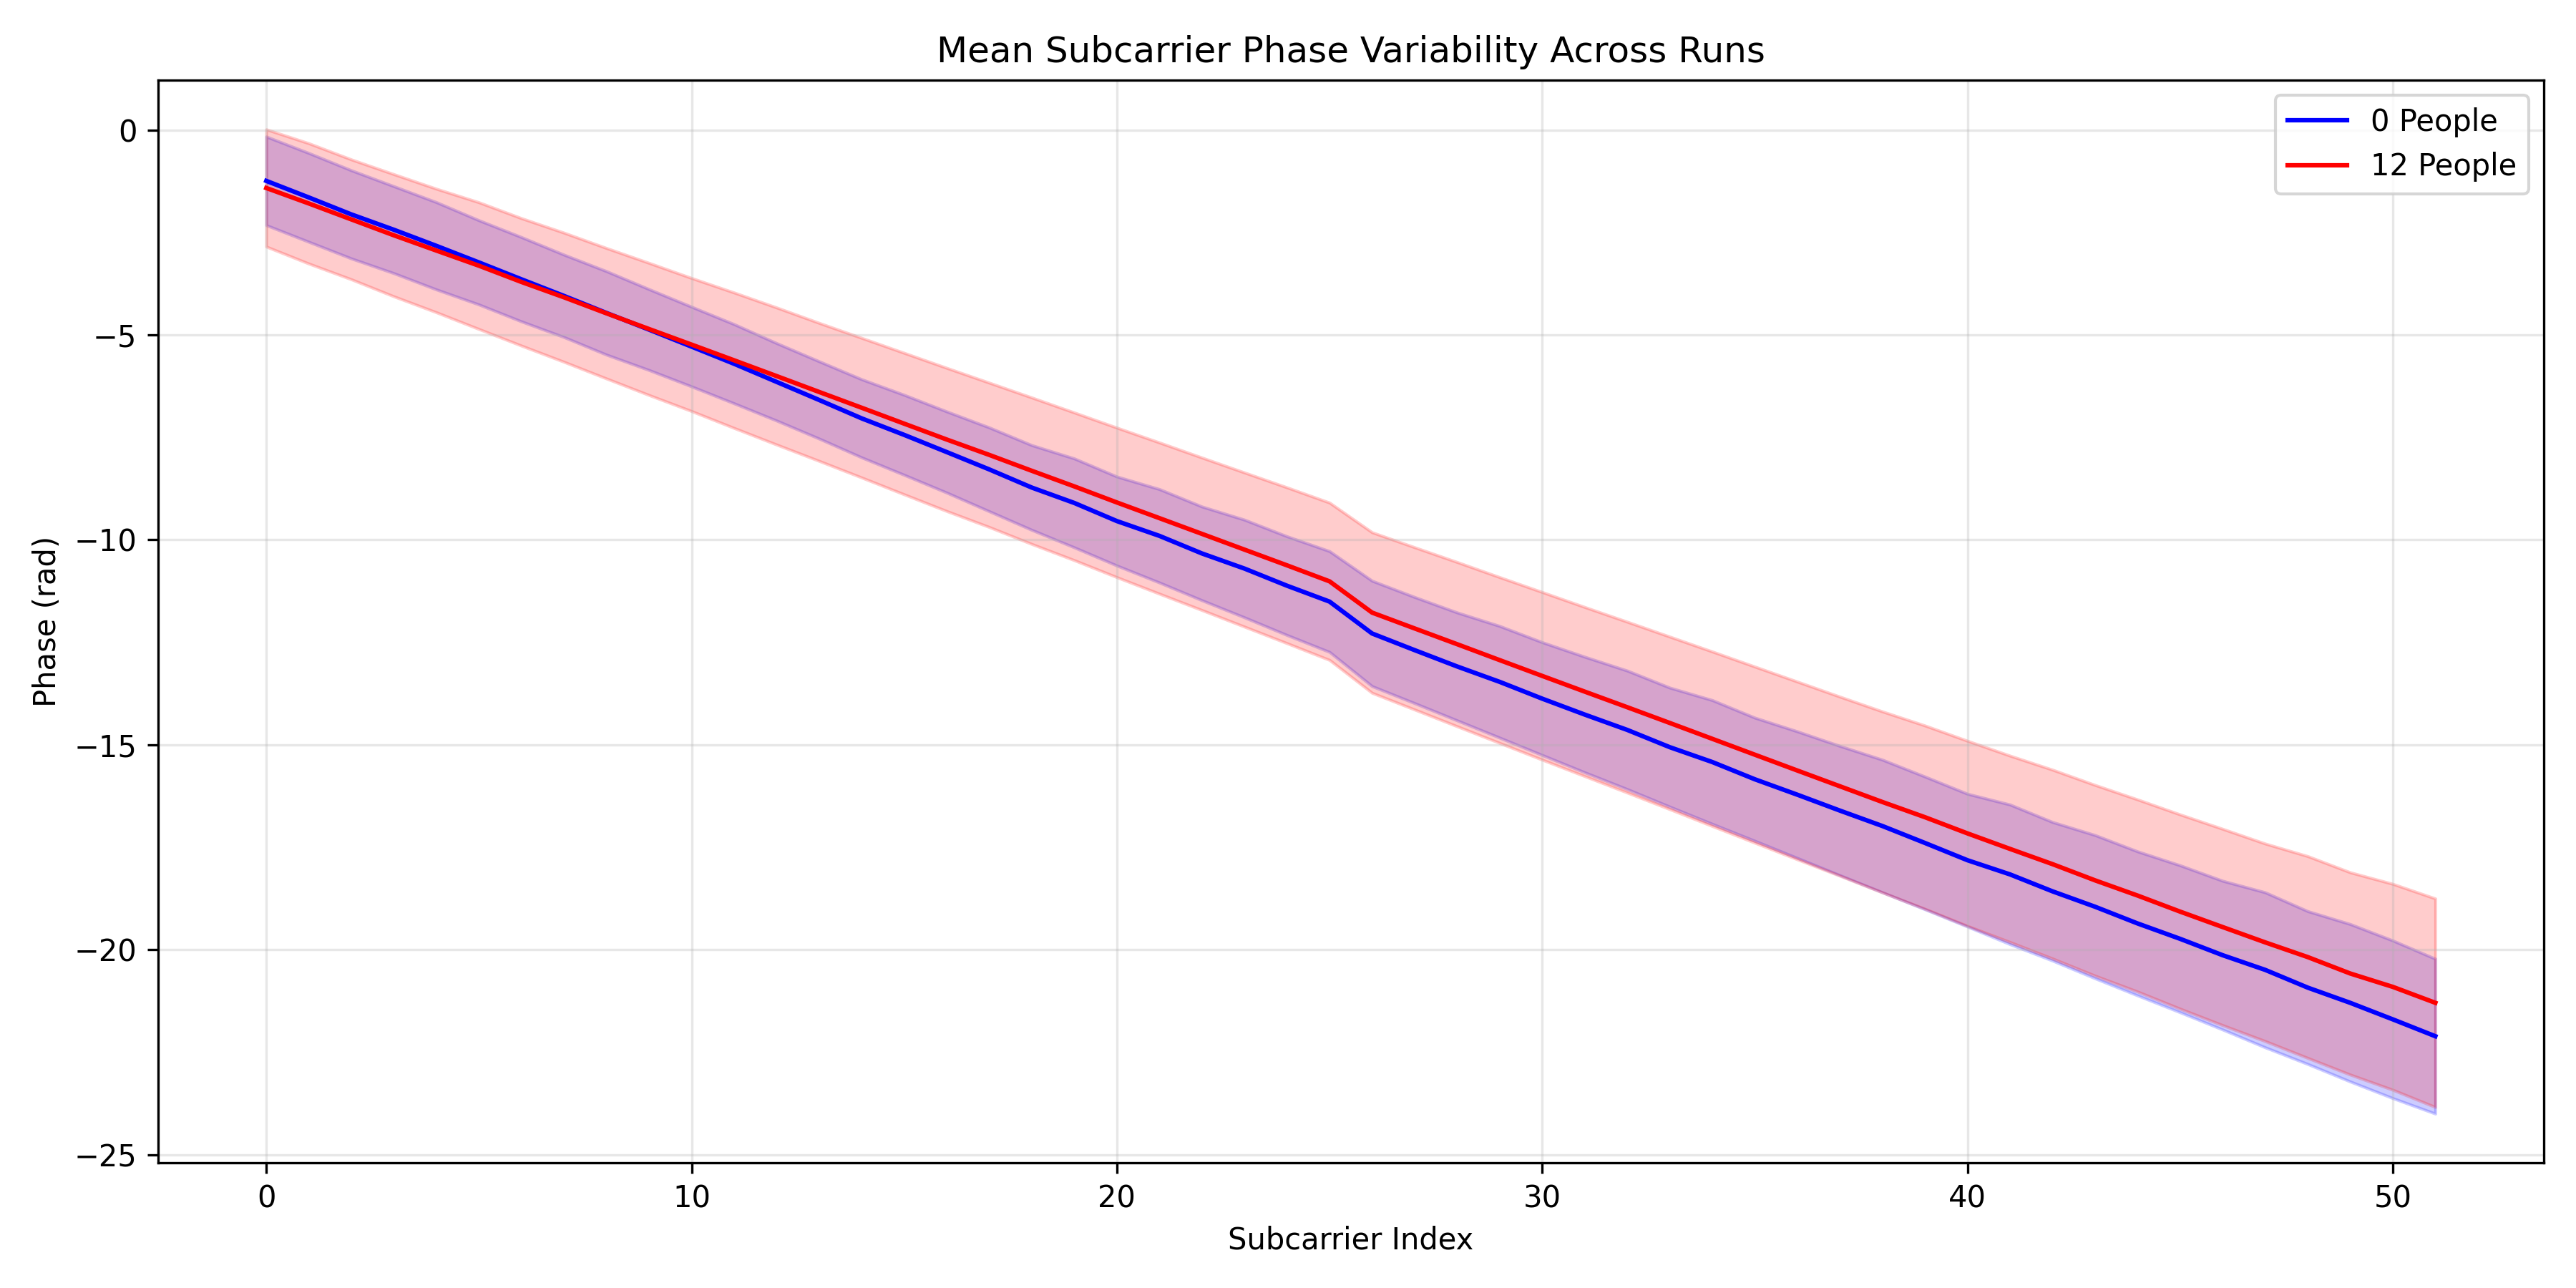 Mean Subcarrier Phase Variability Across Runs
0 People
12 People
Phase (rad)
0
−5
−10
−15
−20
−25
0 10 20 30 40 50
Subcarrier Index